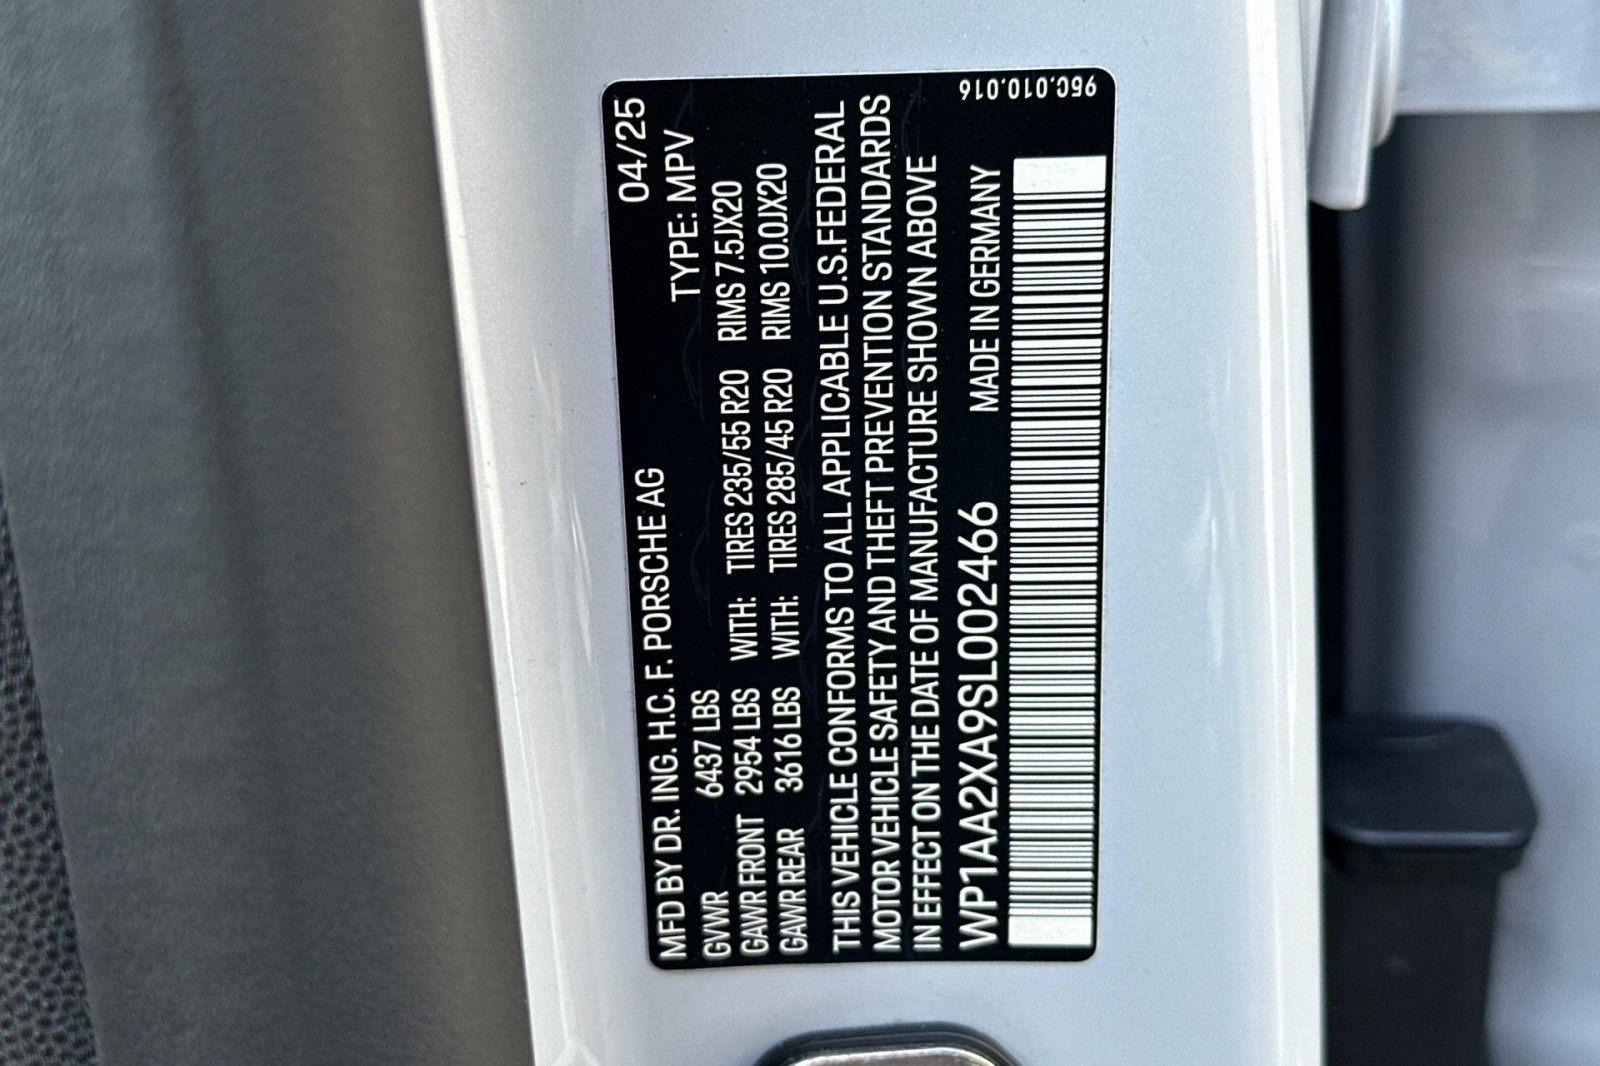 04/25
MFD BY DR. ING. H.C. F. PORSCHE AG
TYPE: MPV
GVWR 6437 LBS
GAWR FRONT 2954 LBS WITH: TIRES 235/55 R20 RIMS 7.5JX20
GAWR REAR 3616 LBS WITH: TIRES 285/45 R20 RIMS 10.0JX20
THIS VEHICLE CONFORMS TO ALL APPLICABLE U.S.FEDERAL
MOTOR VEHICLE SAFETY AND THEFT PREVENTION STANDARDS
IN EFFECT ON THE DATE OF MANUFACTURE SHOWN ABOVE
MADE IN GERMANY
WP1AA2XA9SL002466
95C.010.016